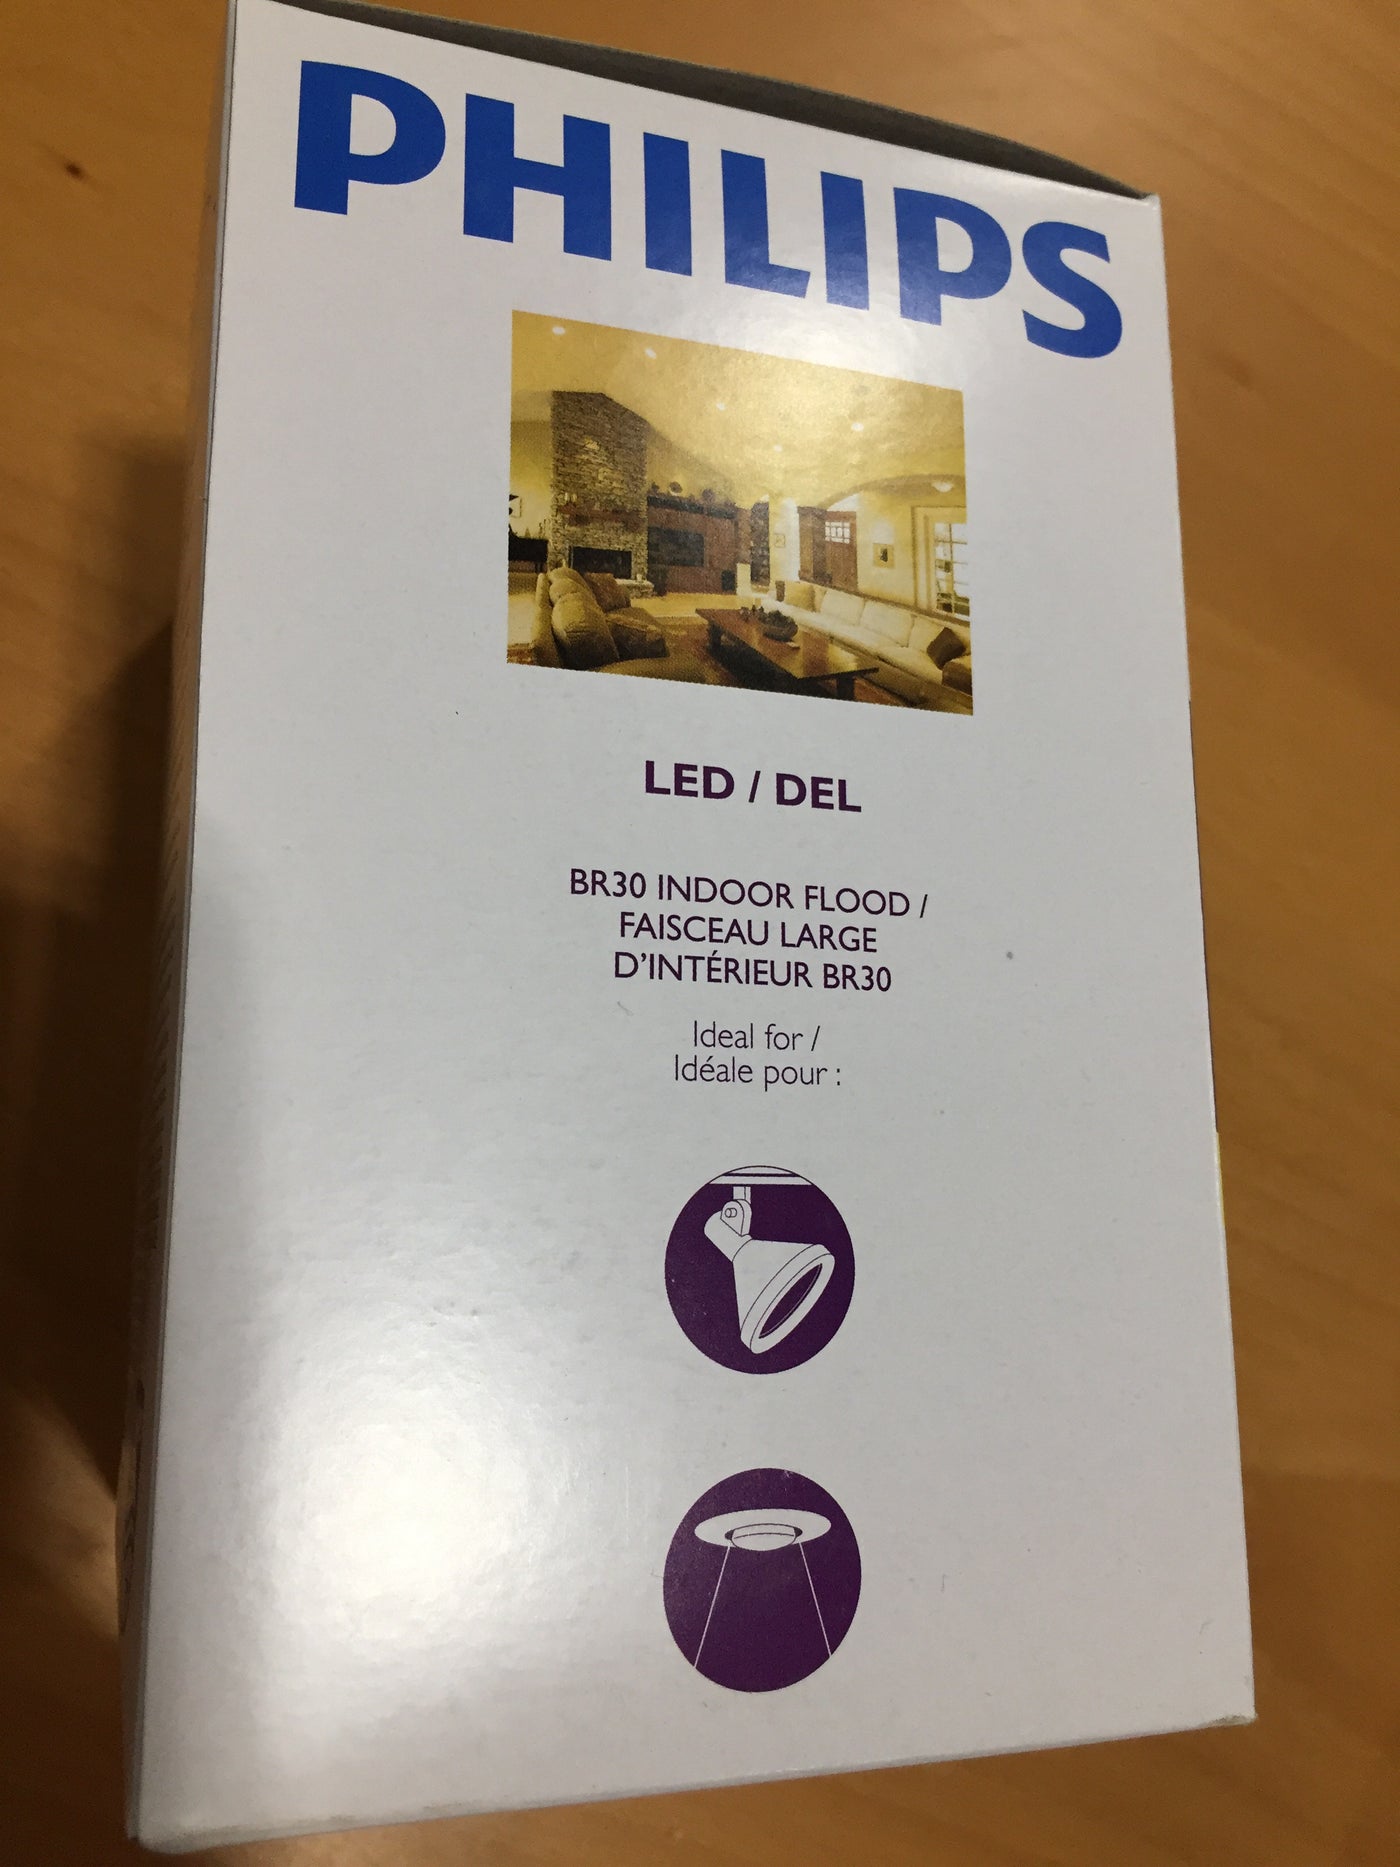 PHILIPS
LED / DEL
BR30 INDOOR FLOOD /
FAISCEAU LARGE
D'INTÉRIEUR BR30
Ideal for /
Idéale pour :